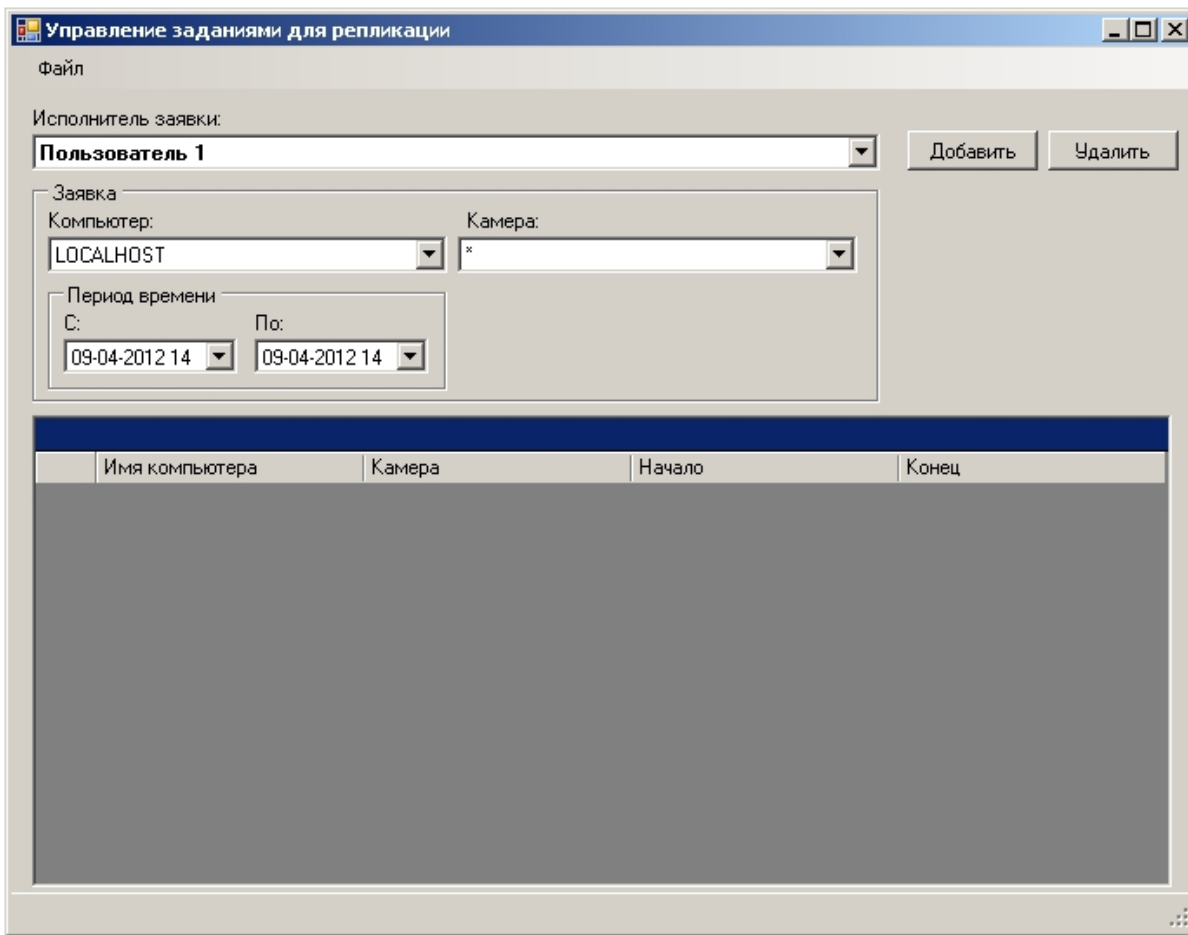 Управление заданиями для репликации
Файл
Исполнитель заявки:
Пользователь 1
Добавить
Удалить
Заявка
Компьютер:
Камера:
LOCALHOST
*
Период времени
С:
По:
09-04-2012 14
09-04-2012 14
Имя компьютера
Камера
Начало
Конец